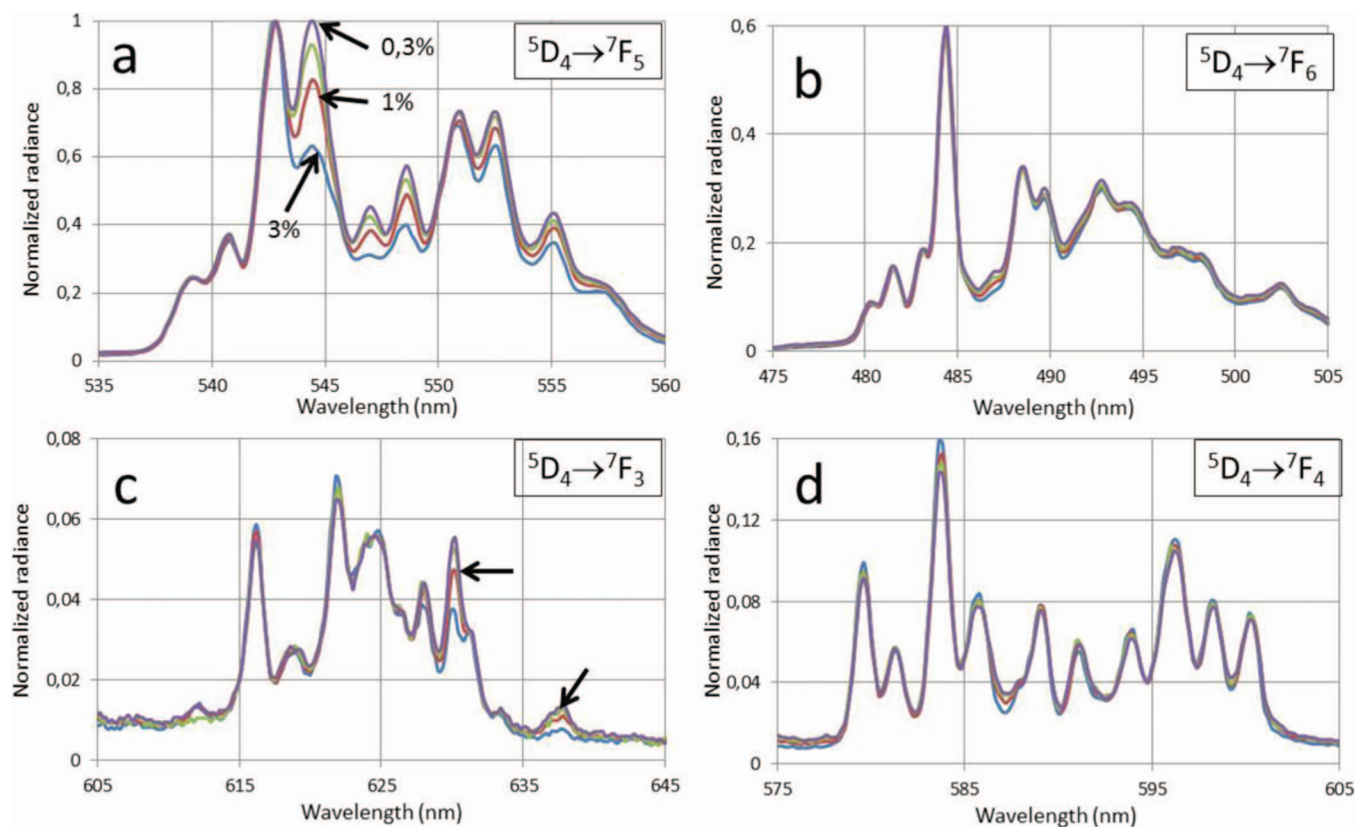 a
⁵D₄→⁷F₅
0,3%
1%
3%
Normalized radiance
1
0,8
0,6
0,4
0,2
0
535 540 545 550 555 560
Wavelength (nm)
b
⁵D₄→⁷F₆
Normalized radiance
0,6
0,4
0,2
0
475 480 485 490 495 500 505
Wavelength (nm)
c
⁵D₄→⁷F₃
Normalized radiance
0,08
0,06
0,04
0,02
0
605 615 625 635 645
Wavelength (nm)
d
⁵D₄→⁷F₄
Normalized radiance
0,16
0,12
0,08
0,04
0
575 585 595 605
Wavelength (nm)